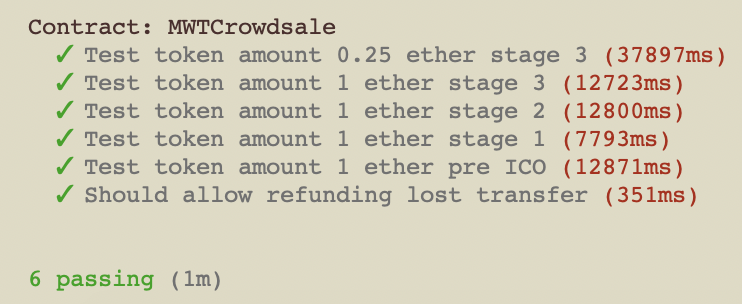 Contract: MWTCrowdsale
✓ Test token amount 0.25 ether stage 3 (37897ms)
✓ Test token amount 1 ether stage 3 (12723ms)
✓ Test token amount 1 ether stage 2 (12800ms)
✓ Test token amount 1 ether stage 1 (7793ms)
✓ Test token amount 1 ether pre ICO (12871ms)
✓ Should allow refunding lost transfer (351ms)
6 passing (1m)